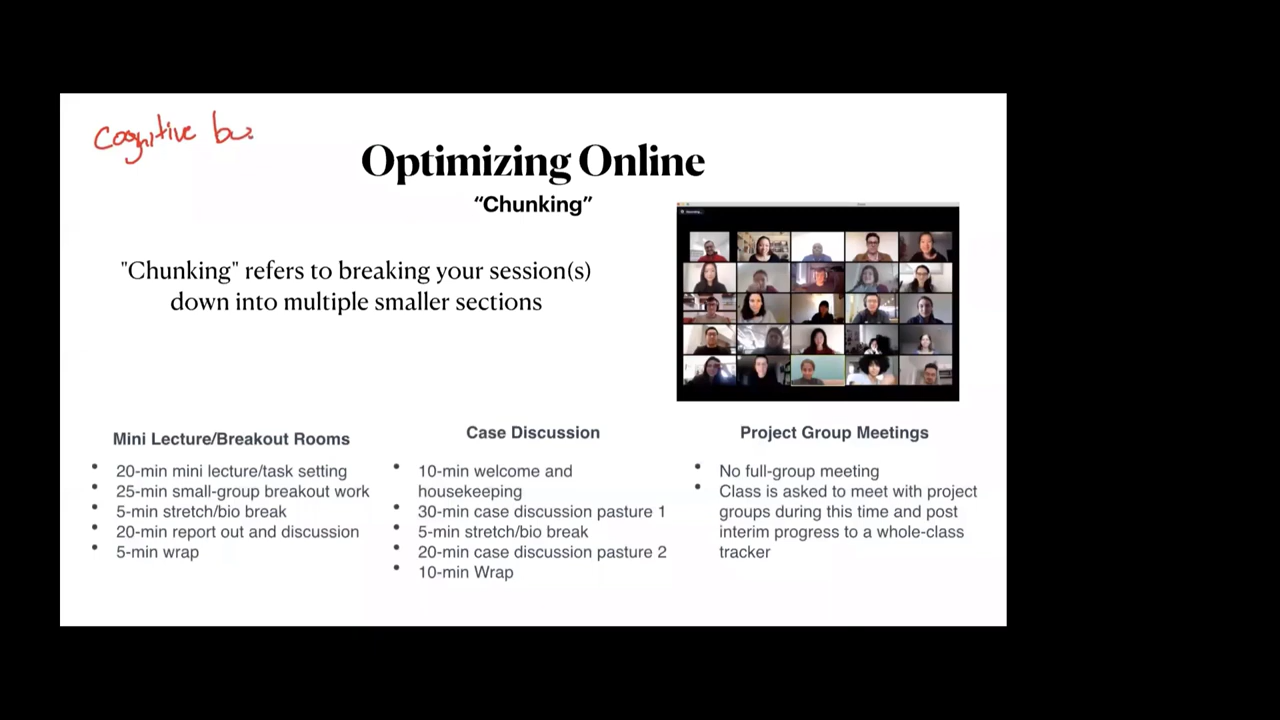 Cognitive
Optimizing Online
“Chunking”
"Chunking" refers to breaking your session(s)
down into multiple smaller sections
Mini Lecture/Breakout Rooms
• 20-min mini lecture/task setting
• 25-min small-group breakout work
• 5-min stretch/bio break
• 20-min report out and discussion
• 5-min wrap
Case Discussion
• 10-min welcome and
housekeeping
• 30-min case discussion pasture 1
• 5-min stretch/bio break
• 20-min case discussion pasture 2
• 10-min Wrap
Project Group Meetings
• No full-group meeting
• Class is asked to meet with project
groups during this time and post
interim progress to a whole-class
tracker